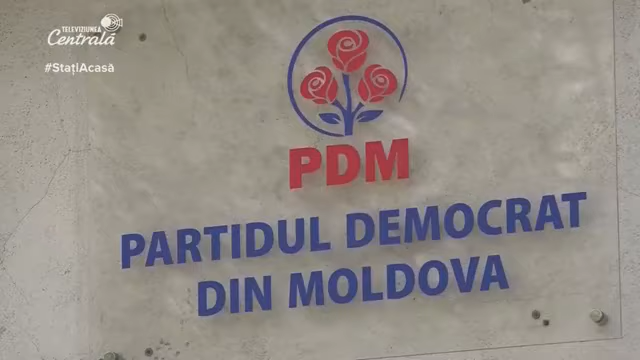 TELEVIZIUNEA
Centrală
#StațiAcasă
PDM
PARTIDUL DEMOCRAT
DIN MOLDOVA